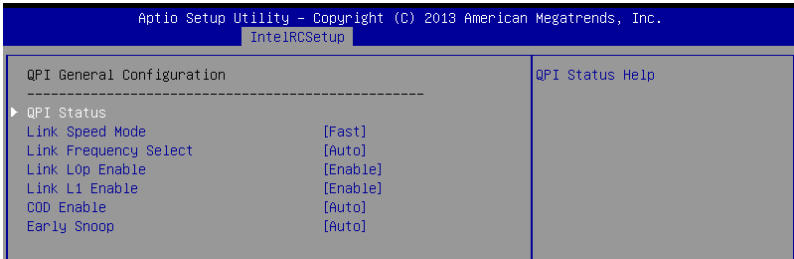 Aptio Setup Utility – Copyright (C) 2013 American Megatrends, Inc.
IntelRCSetup
QPI General Configuration
QPI Status Help
------------------------------------------------
QPI Status
Link Speed Mode [Fast]
Link Frequency Select [Auto]
Link L0p Enable [Enable]
Link L1 Enable [Enable]
COD Enable [Auto]
Early Snoop [Auto]